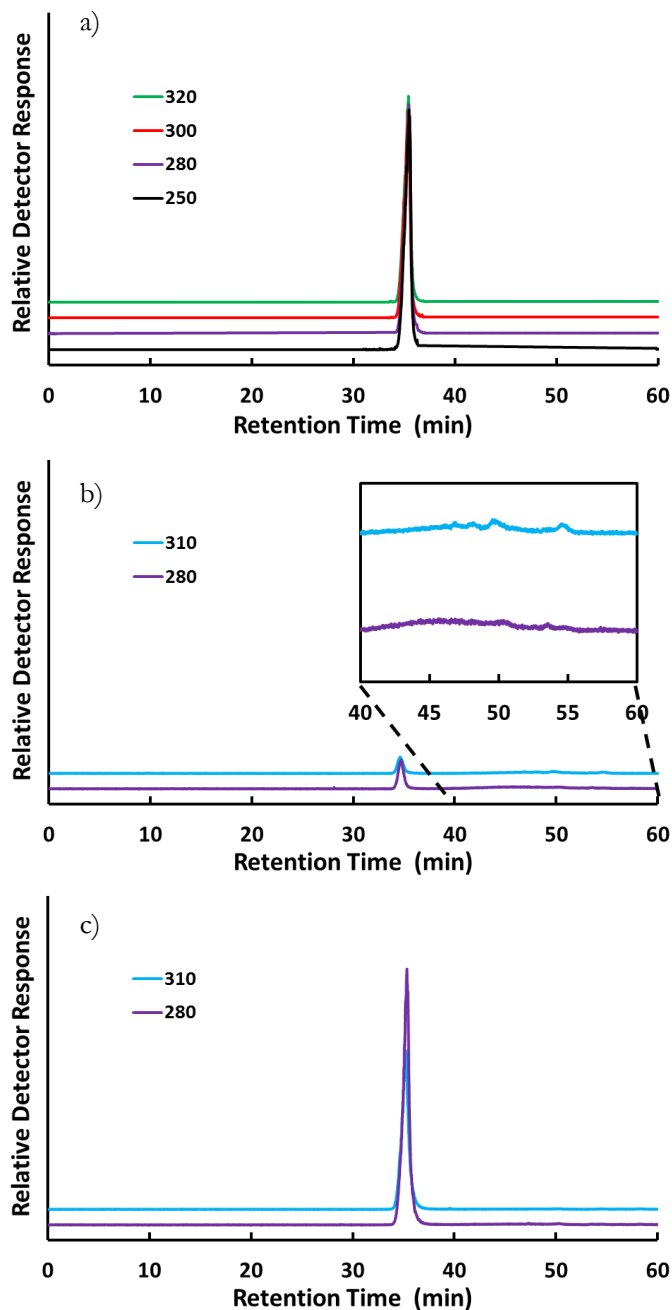 a)
Relative Detector Response
320
300
280
250
0 10 20 30 40 50 60
Retention Time (min)
b)
Relative Detector Response
310
280
40 45 50 55 60
0 10 20 30 40 50 60
Retention Time (min)
c)
Relative Detector Response
310
280
0 10 20 30 40 50 60
Retention Time (min)